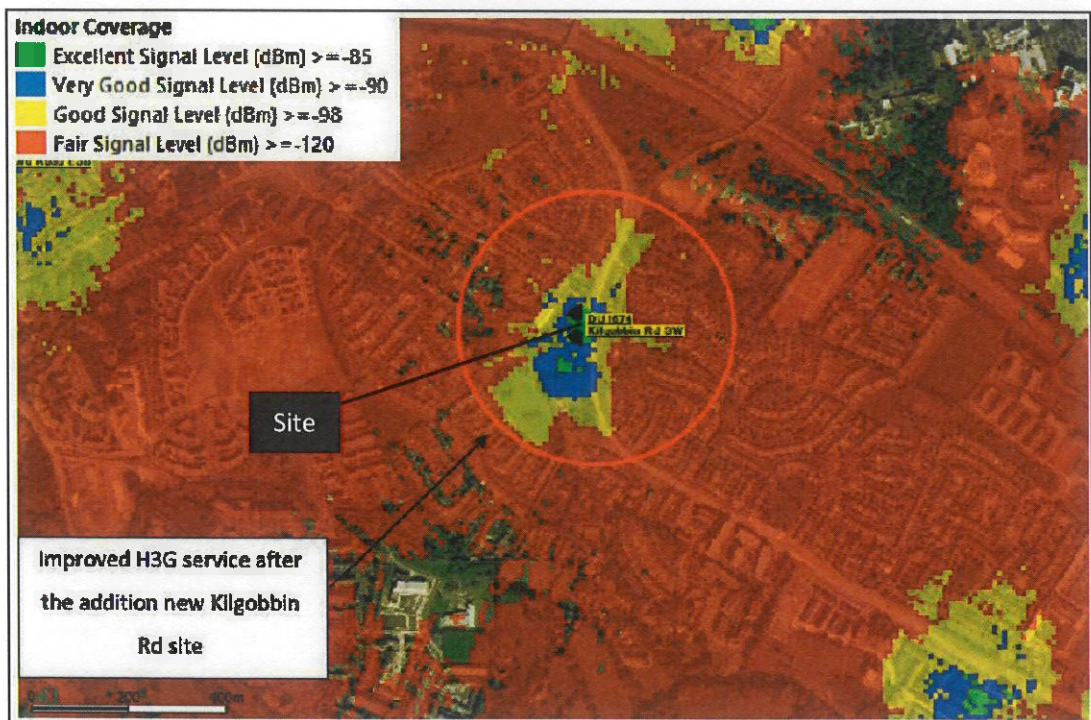 Indoor Coverage
Excellent Signal Level (dBm) >=-85
Very Good Signal Level (dBm) >=-90
Good Signal Level (dBm) >=-98
Fair Signal Level (dBm) >=-120
Kilgobbin Rd SW
Site
Improved H3G service after
the addition new Kilgobbin
Rd site
200
400m